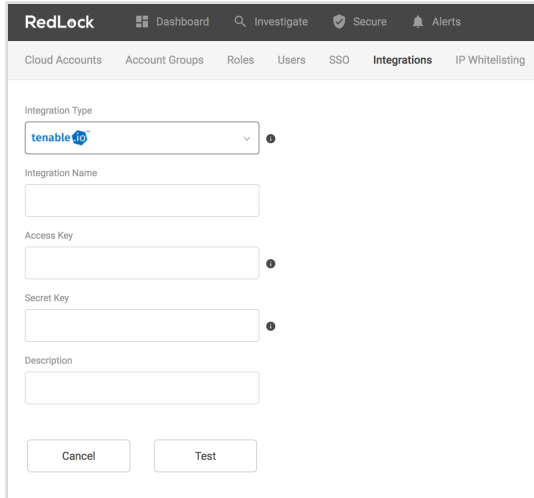 RedLock Dashboard Investigate Secure Alerts
Cloud Accounts Account Groups Roles Users SSO Integrations IP Whitelisting
Integration Type
tenable.io™
Integration Name
Access Key
Secret Key
Description
Cancel Test